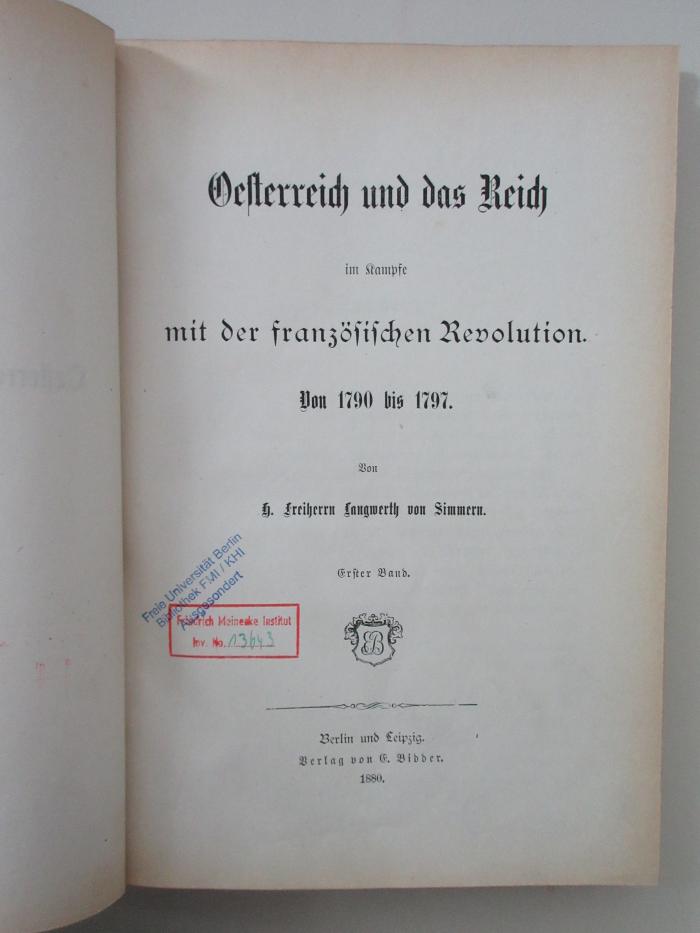 Oesterreich und das Reich
im Kampfe
mit der französischen Revolution.
Von 1790 bis 1797.
Von
H. Freiherrn Langwerth von Simmern.
Erster Band.
Freie Universität Berlin
Bibliothek FMI / KHI
Ausgesondert
Friedrich Meinecke Institut
Inv. No. 13643
EB
Berlin und Leipzig.
Verlag von E. Bidder.
1880.